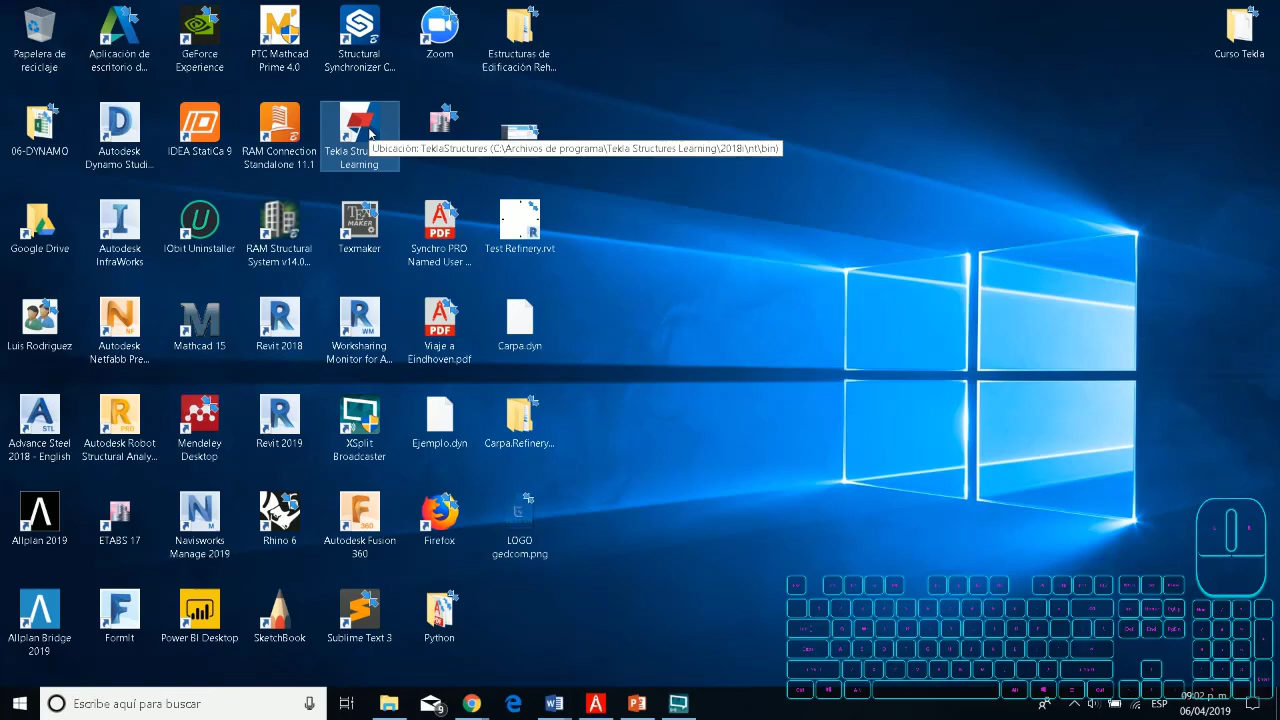 Papelera de
reciclaje
Aplicación de
escritorio d...
GeForce
Experience
PTC Mathcad
Prime 4.0
Structural
Synchronizer C...
Zoom
Estructuras de
Edificación Reh...
Curso Tekla
06-DYNAMO
Autodesk
Dynamo Studi...
IDEA StatiCa 9
RAM Connection
Standalone 11.1
Learning
Ubicación: TeklaStructures (C:\Archivos de programa\Tekla Structures Learning\2018i\nt\bin)
Google Drive
Autodesk
InfraWorks
IObit Uninstaller
RAM Structural
System v14.0...
TEX
MAKER
Texmaker
PDF
Synchro PRO
Named User ...
Test Refinery.rvt
Luis Rodriguez
Autodesk
Netfabb Pre...
Mathcad 15
Revit 2018
Worksharing
Monitor for A...
PDF
Viaje a
Eindhoven.pdf
Carpa.dyn
Advance Steel
2018 - English
Autodesk Robot
Structural Analy...
Mendeley
Desktop
Revit 2019
XSplit
Broadcaster
Ejemplo.dyn
Carpa.Refinery...
Allplan 2019
ETABS 17
Navisworks
Manage 2019
Rhino 6
Autodesk Fusion
360
Firefox
LOGO
gedcom.png
Allplan Bridge
2019
FormIt
Power BI Desktop
SketchBook
Sublime Text 3
Python
Escribe aquí para buscar
ESP
09:02 p. m.
06/04/2019